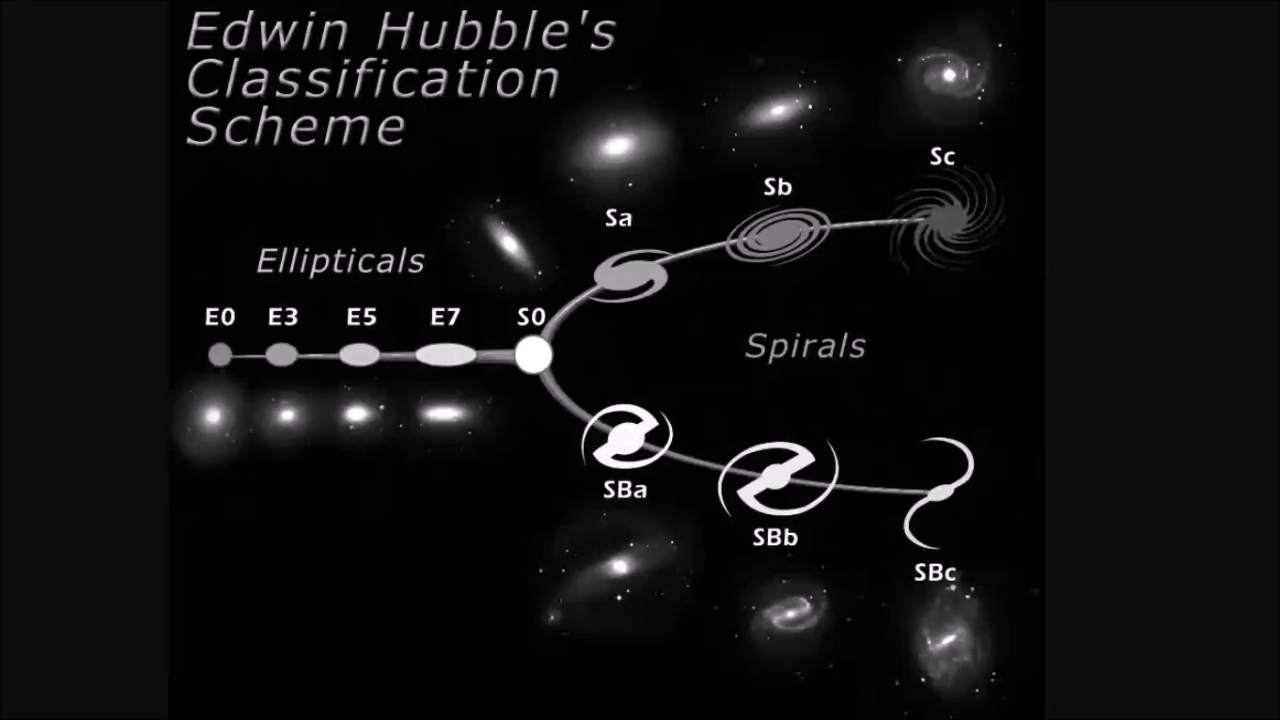 Edwin Hubble's
Classification
Scheme
Sc
Sb
Sa
Ellipticals
E0 E3 E5 E7 S0
Spirals
SBa
SBb
SBc